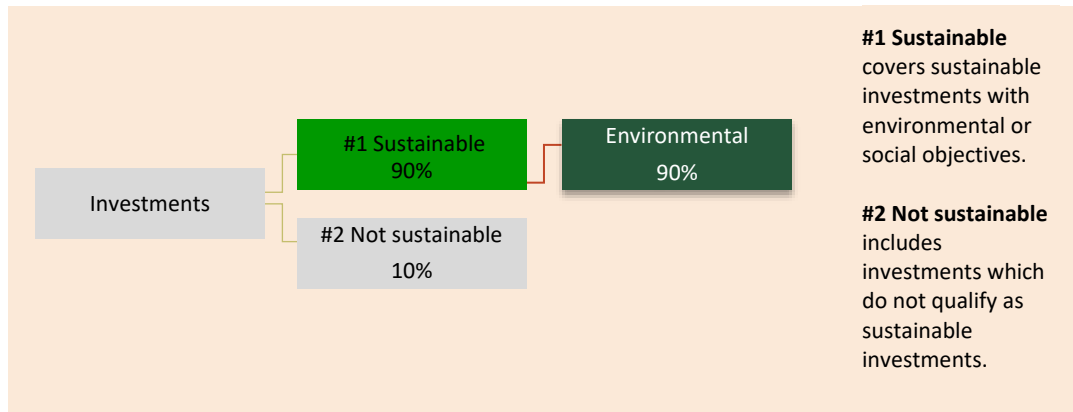 Investments
#1 Sustainable
90%
Environmental
90%
#2 Not sustainable
10%
#1 Sustainable
covers sustainable
investments with
environmental or
social objectives.
#2 Not sustainable
includes
investments which
do not qualify as
sustainable
investments.